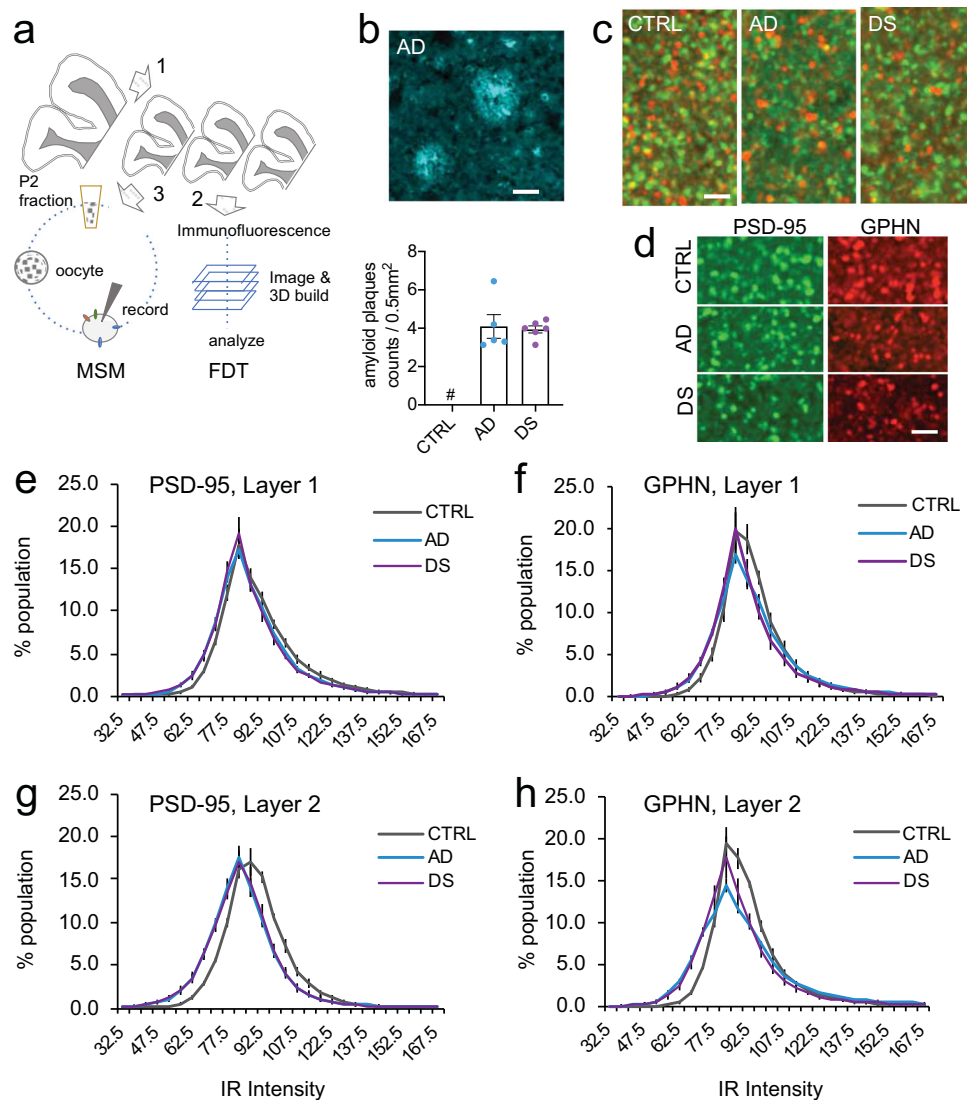 a
1
P2
fraction
3
2
Immunofluorescence
oocyte
Image &
3D build
record
analyze
MSM
FDT
b
AD
amyloid plaques
counts / 0.5mm²
8
6
4
2
0
#
CTRL
AD
DS
c
CTRL
AD
DS
d
PSD-95
GPHN
CTRL
AD
DS
e
PSD-95, Layer 1
% population
25.0
20.0
15.0
10.0
5.0
0.0
CTRL
AD
DS
32.5
47.5
62.5
77.5
92.5
107.5
122.5
137.5
152.5
167.5
f
GPHN, Layer 1
% population
25.0
20.0
15.0
10.0
5.0
0.0
CTRL
AD
DS
32.5
47.5
62.5
77.5
92.5
107.5
122.5
137.5
152.5
167.5
g
PSD-95, Layer 2
% population
25.0
20.0
15.0
10.0
5.0
0.0
CTRL
AD
DS
32.5
47.5
62.5
77.5
92.5
107.5
122.5
137.5
152.5
167.5
IR Intensity
h
GPHN, Layer 2
% population
25.0
20.0
15.0
10.0
5.0
0.0
CTRL
AD
DS
32.5
47.5
62.5
77.5
92.5
107.5
122.5
137.5
152.5
167.5
IR Intensity